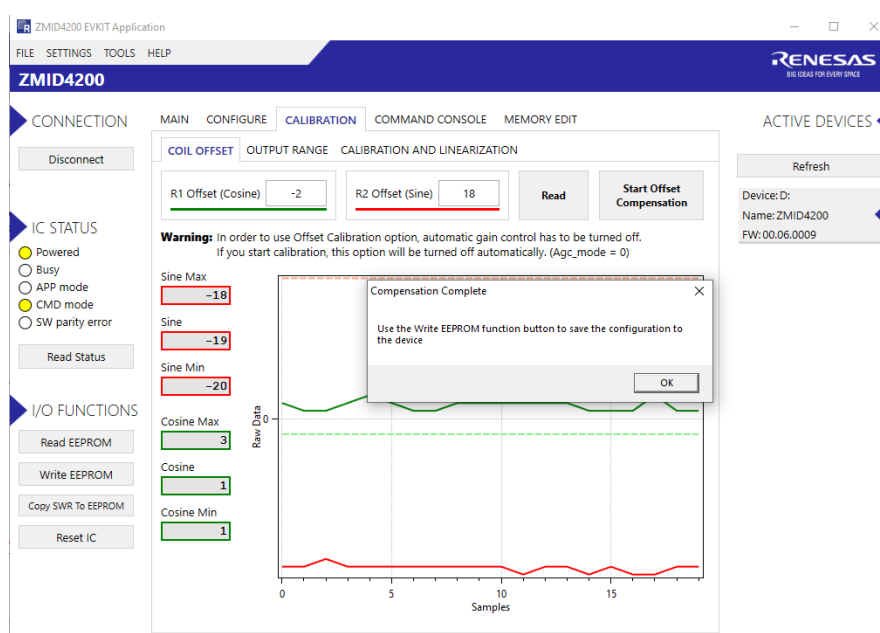 ZMID4200 EVKIT Application
FILE SETTINGS TOOLS HELP
RENESAS
BIG IDEAS FOR EVERY SPACE
ZMID4200
CONNECTION
Disconnect
IC STATUS
Powered
Busy
APP mode
CMD mode
SW parity error
Read Status
I/O FUNCTIONS
Read EEPROM
Write EEPROM
Copy SWR To EEPROM
Reset IC
MAIN CONFIGURE CALIBRATION COMMAND CONSOLE MEMORY EDIT
COIL OFFSET OUTPUT RANGE CALIBRATION AND LINEARIZATION
R1 Offset (Cosine) -2 R2 Offset (Sine) 18 Read Start Offset
Compensation
Warning: In order to use Offset Calibration option, automatic gain control has to be turned off.
If you start calibration, this option will be turned off automatically. (Agc_mode = 0)
Sine Max
-18
Sine
-19
Sine Min
-20
Cosine Max
3
Cosine
1
Cosine Min
1
Compensation Complete
Use the Write EEPROM function button to save the configuration to
the device
OK
Raw Data
0
0 5 10 15
Samples
ACTIVE DEVICES
Refresh
Device: D:
Name: ZMID4200
FW: 00.06.0009